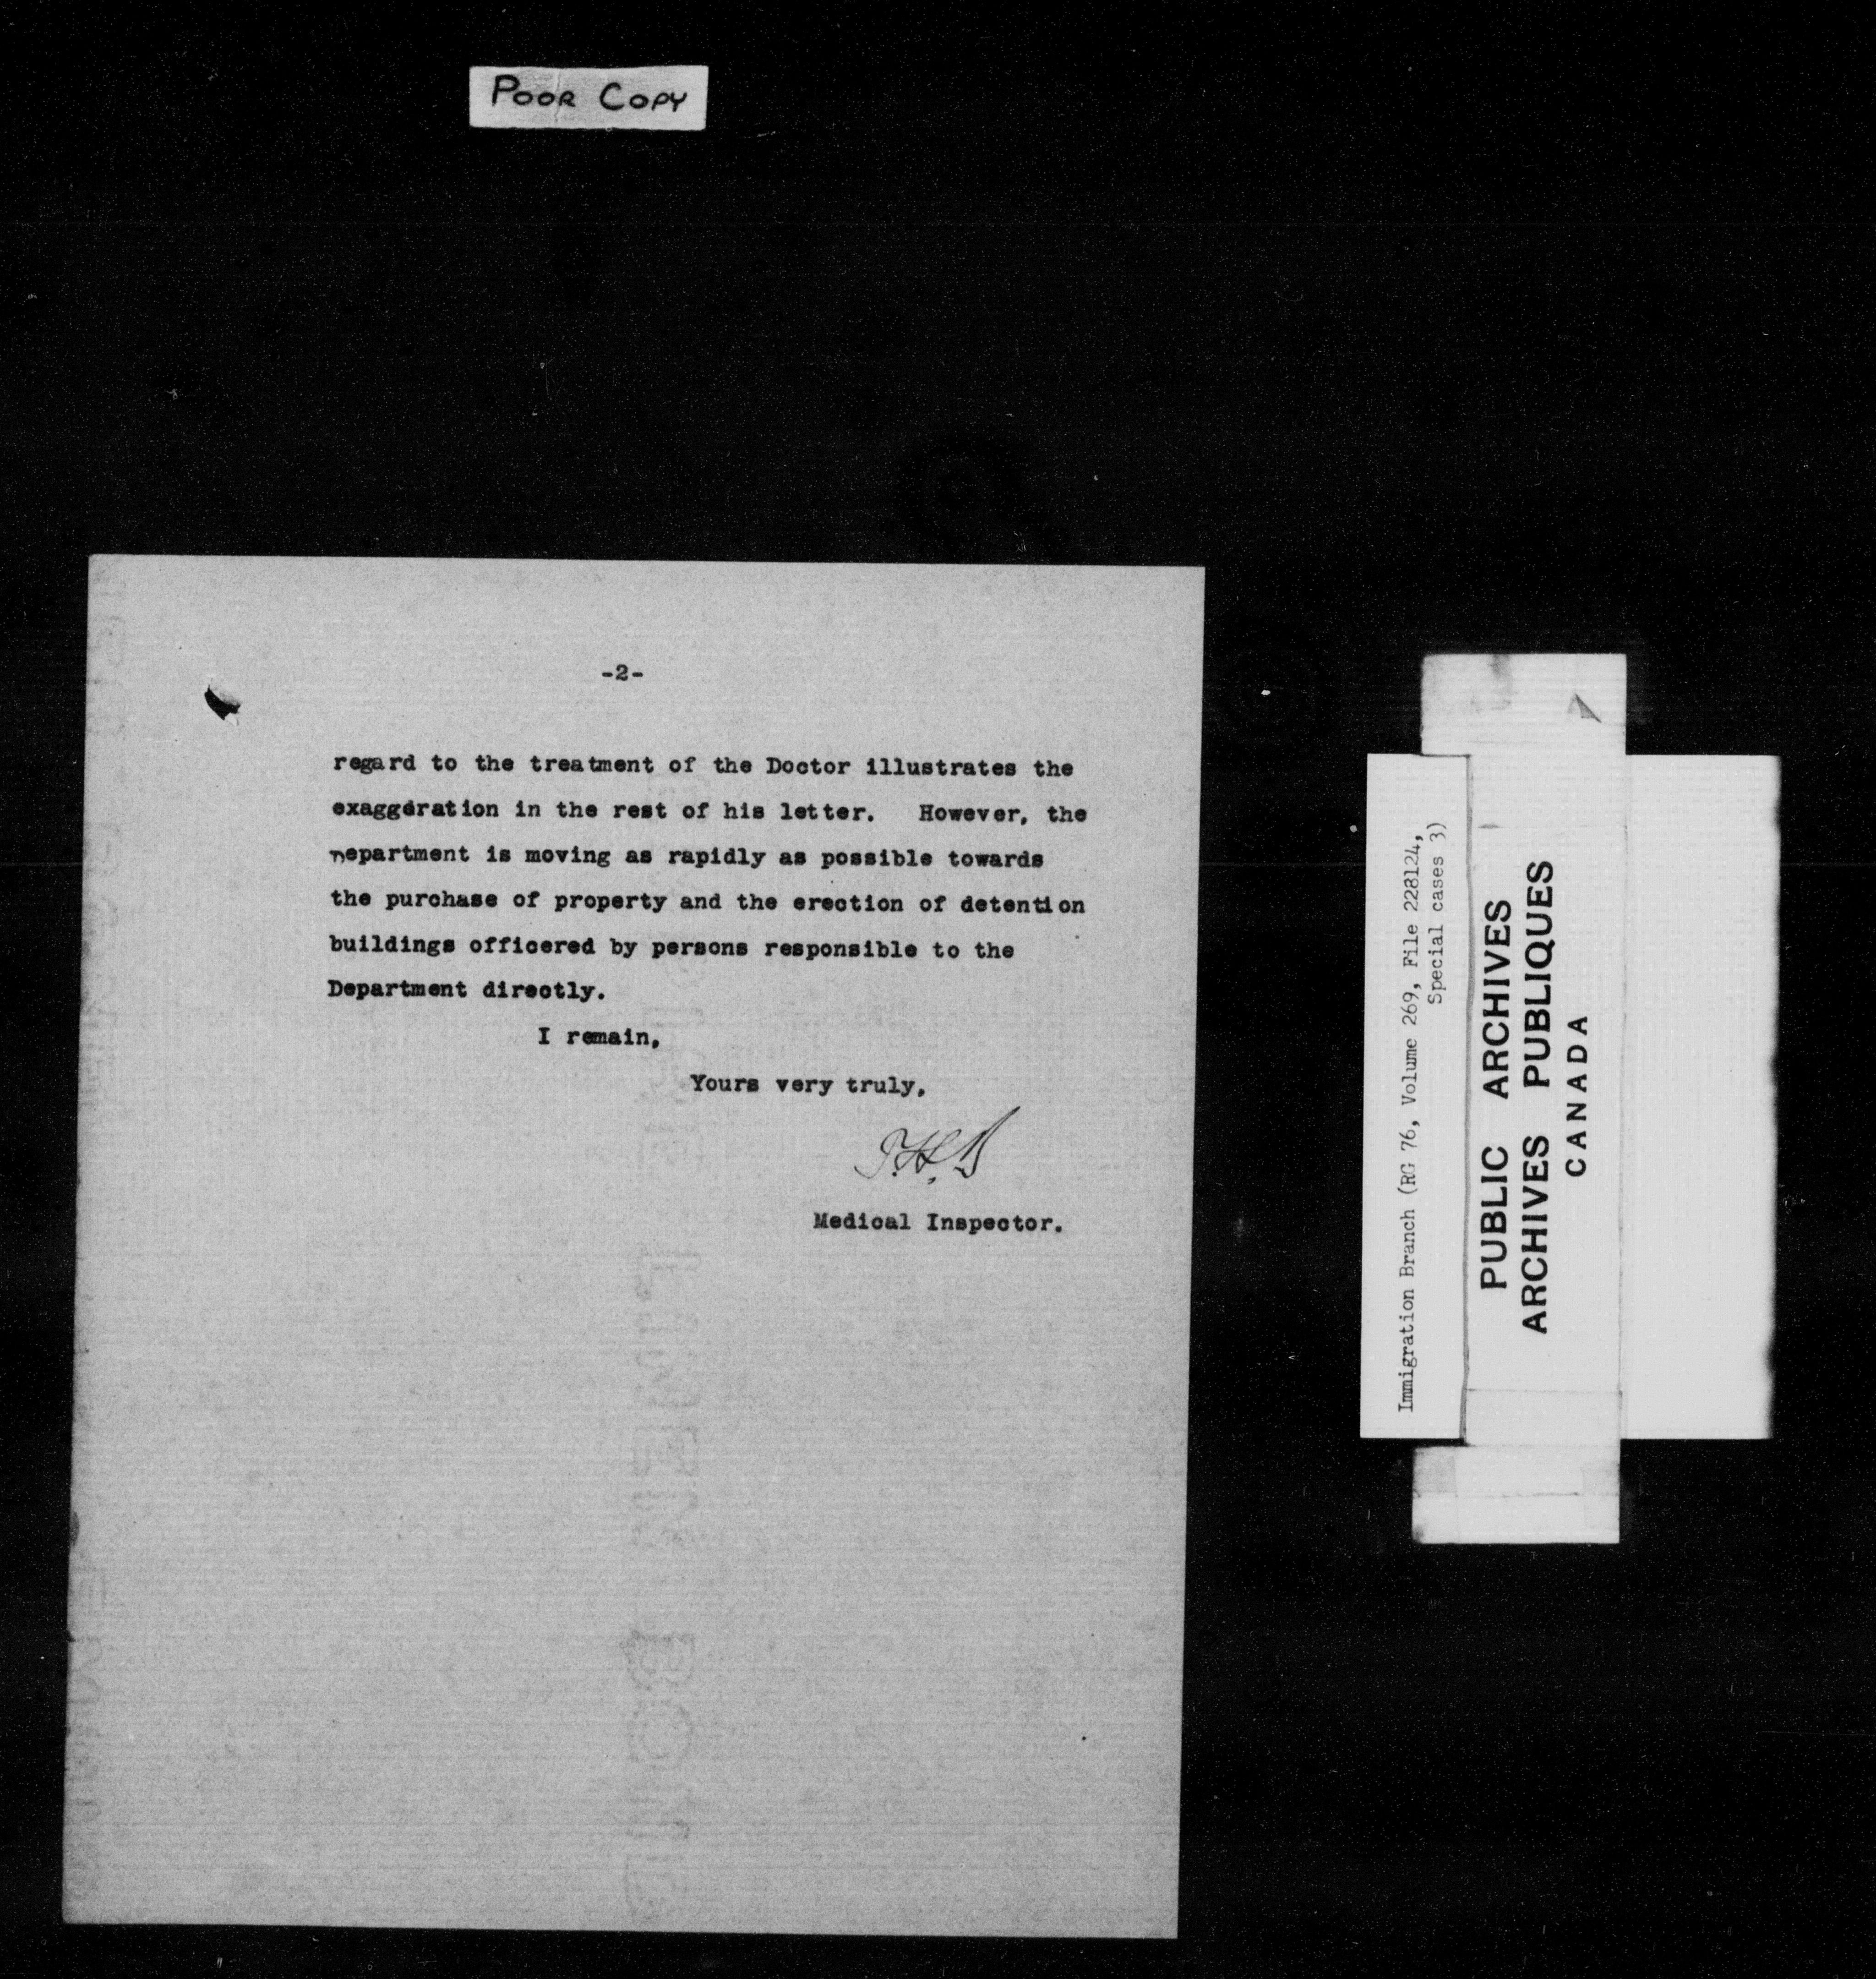 POOR COPY
-2-
regard to the treatment of the Doctor illustrates the
exaggeration in the rest of his letter. However, the
Department is moving as rapidly as possible towards
the purchase of property and the erection of detention
buildings officered by persons responsible to the
Department directly.
I remain,
Yours very truly,
Medical Inspector.
Immigration Branch (RG 76, Volume 269, File 228124,
Special cases 3)
PUBLIC ARCHIVES
ARCHIVES PUBLIQUES
CANADA